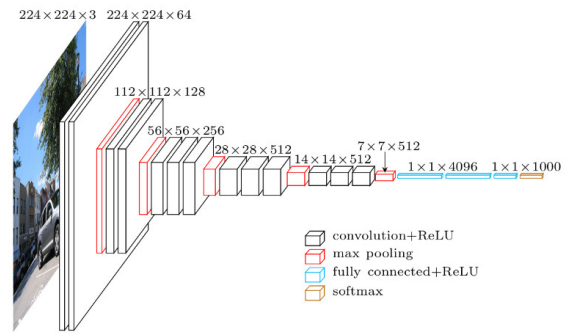 224×224×3
224×224×64
112×112×128
56×56×256
28×28×512
14×14×512
7×7×512
1×1×4096
1×1×1000
convolution+ReLU
max pooling
fully connected+ReLU
softmax